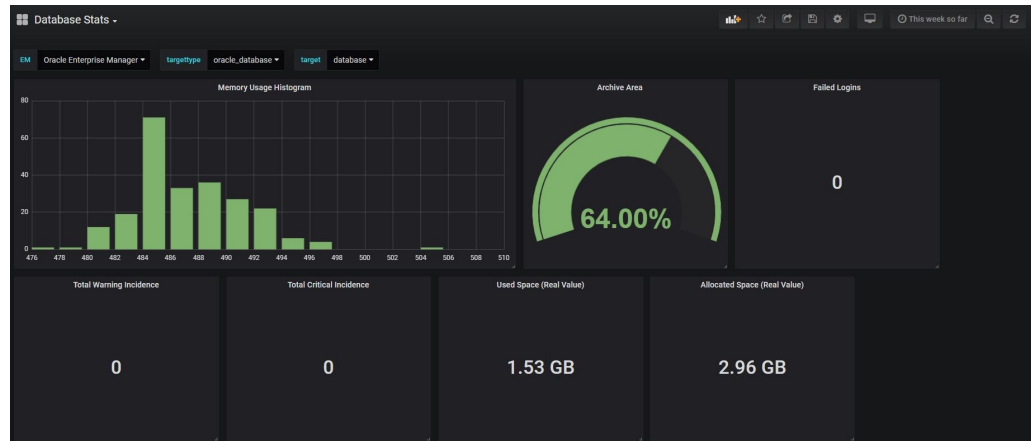 Database Stats
This week so far
EM Oracle Enterprise Manager targettype oracle_database target database
Memory Usage Histogram
80
60
40
20
0
476 478 480 482 484 486 488 490 492 494 496 498 500 502 504 506 508 510
Archive Area
64.00%
Failed Logins
0
Total Warning Incidence
0
Total Critical Incidence
0
Used Space (Real Value)
1.53 GB
Allocated Space (Real Value)
2.96 GB